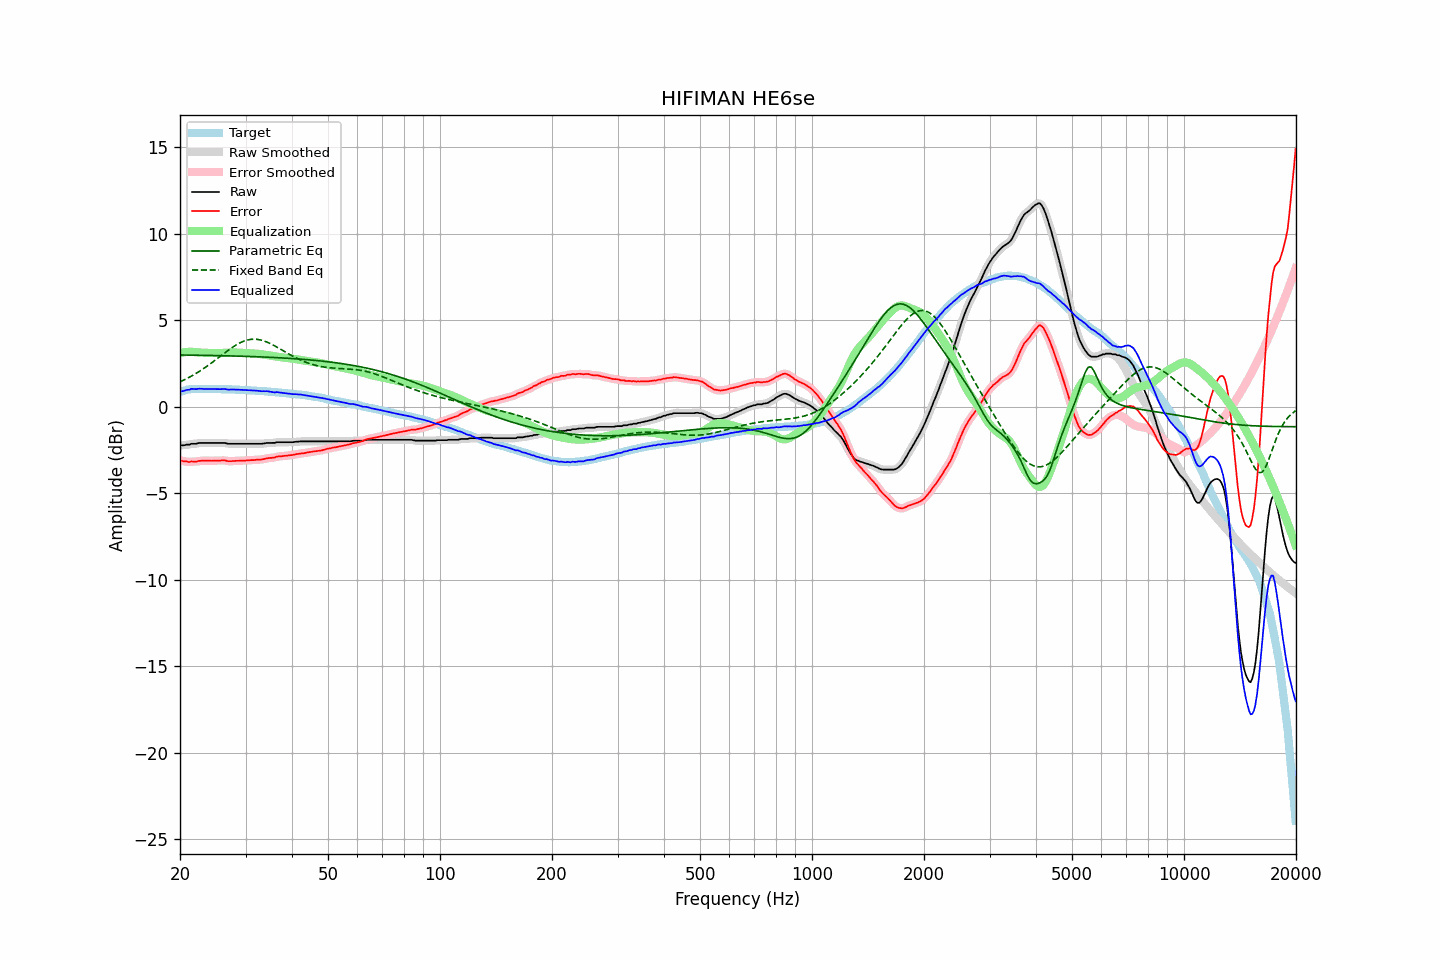 HIFIMAN HE6se
Target
Raw Smoothed
Error Smoothed
Raw
Error
Equalization
Parametric Eq
Fixed Band Eq
Equalized
15
10
5
0
−5
−10
−15
−20
−25
Amplitude (dBr)
20
50
100
200
500
1000
2000
5000
10000
20000
Frequency (Hz)